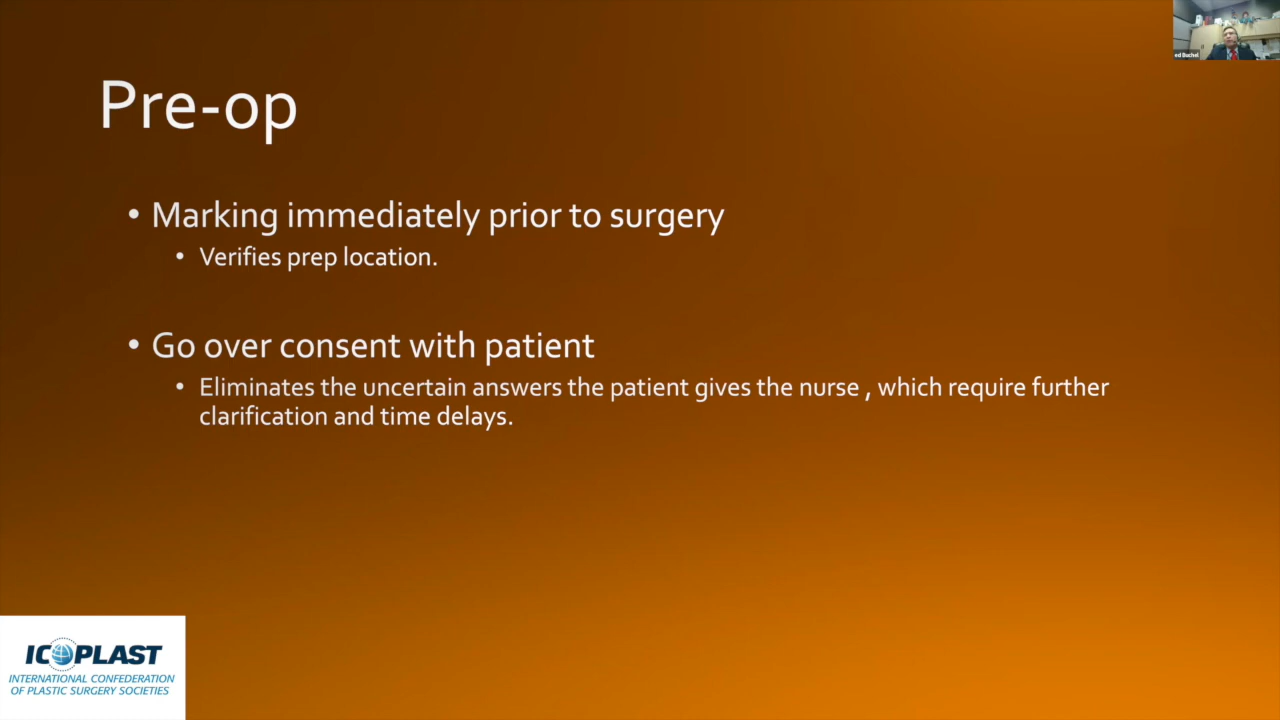 Pre-op
• Marking immediately prior to surgery
• Verifies prep location.
• Go over consent with patient
• Eliminates the uncertain answers the patient gives the nurse , which require further
clarification and time delays.
ed Buchel
ICOPLAST
INTERNATIONAL CONFEDERATION
OF PLASTIC SURGERY SOCIETIES